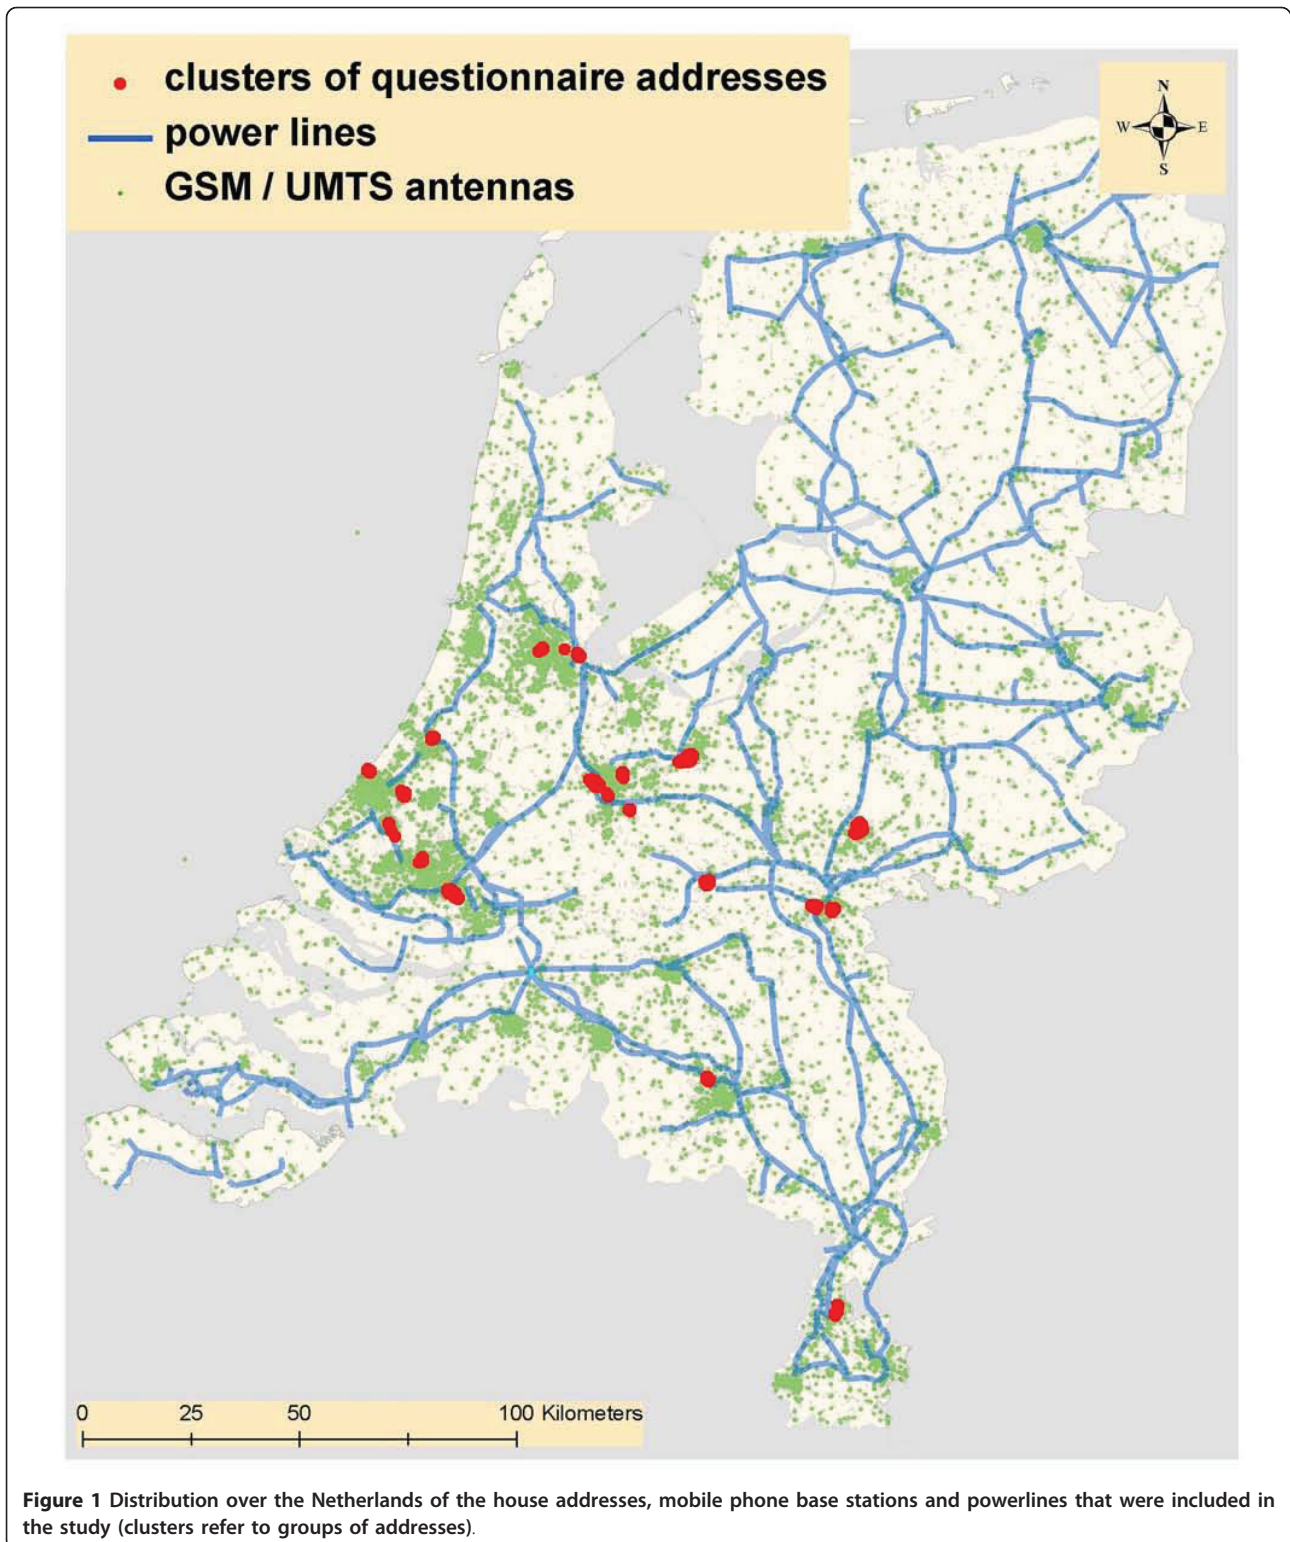 clusters of questionnaire addresses
power lines
GSM / UMTS antennas
N
W E
S
0 25 50 100 Kilometers
Figure 1 Distribution over the Netherlands of the house addresses, mobile phone base stations and powerlines that were included in
the study (clusters refer to groups of addresses).